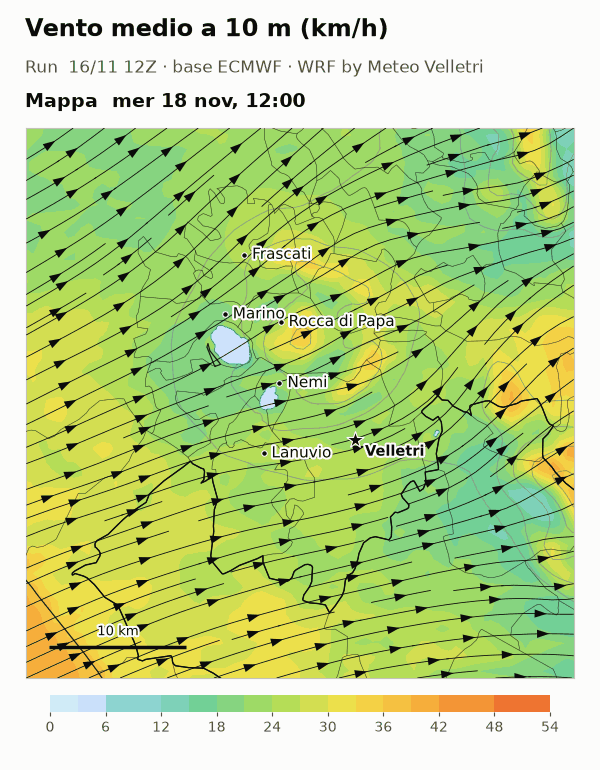 Vento medio a 10 m (km/h)
Run  16/11 12Z · base ECMWF · WRF by Meteo Velletri
Mappa  mer 18 nov, 12:00
Frascati
Marino
Rocca di Papa
Nemi
Velletri
Lanuvio
10 km
0 6 12 18 24 30 36 42 48 54